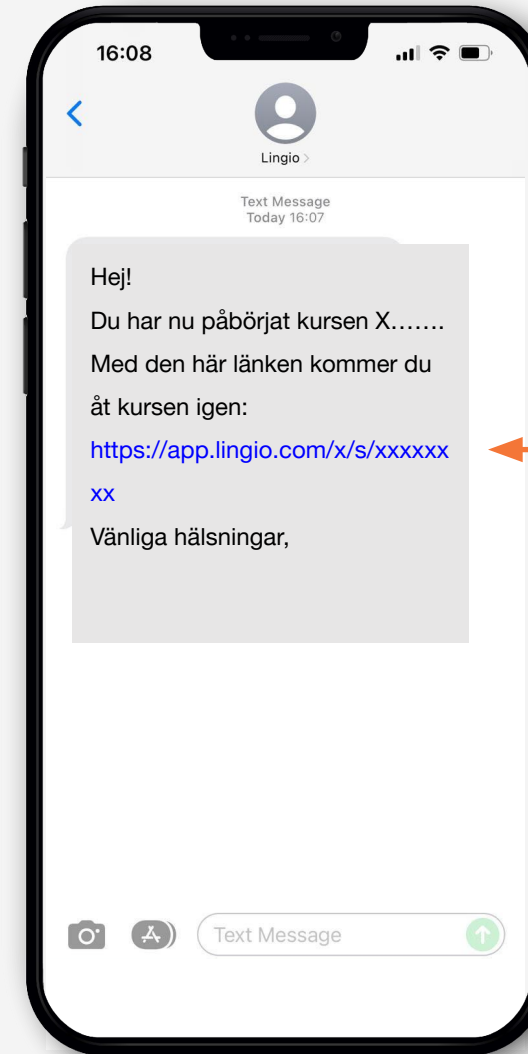 16:08
Lingio >
Text Message
Today 16:07
Hej!
Du har nu påbörjat kursen X.......
Med den här länken kommer du
åt kursen igen:
https://app.lingio.com/x/s/xxxxxx
xx
Vänliga hälsningar,
Text Message